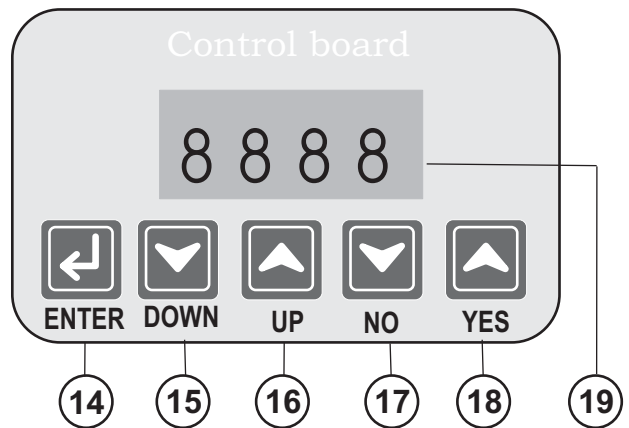 Control board
8888
ENTER DOWN UP NO YES
14 15 16 17 18 19